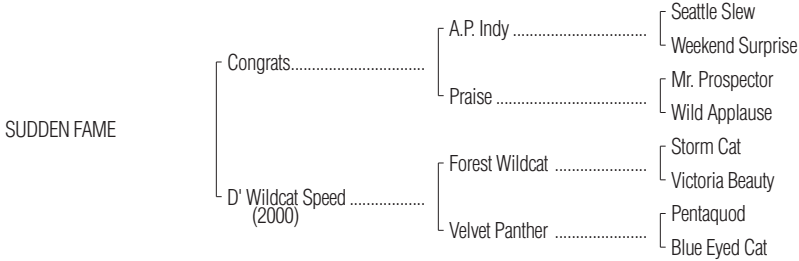 Seattle Slew
A.P. Indy ................................
Weekend Surprise
Congrats................................
Mr. Prospector
Praise ....................................
Wild Applause
SUDDEN FAME
Storm Cat
Forest Wildcat ......................
Victoria Beauty
D' Wildcat Speed ..................
(2000)
Pentaquod
Velvet Panther ......................
Blue Eyed Cat